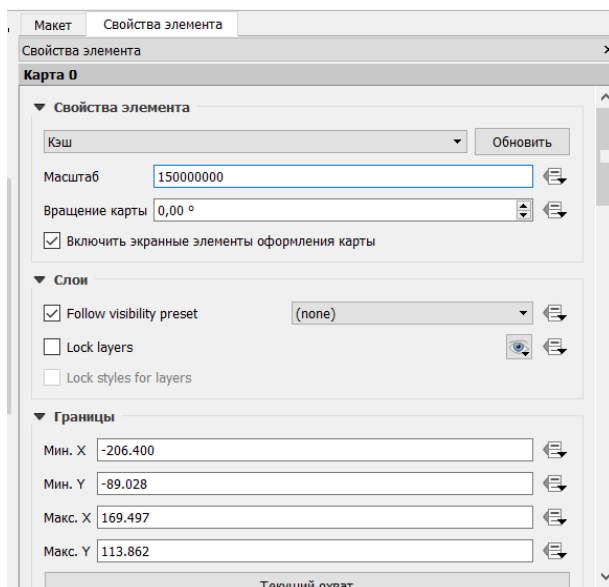 Макет Свойства элемента
Свойства элемента
Карта 0
Свойства элемента
Кэш Обновить
Масштаб 150000000
Вращение карты 0,00 °
Включить экранные элементы оформления карты
Слои
Follow visibility preset (none)
Lock layers
Lock styles for layers
Границы
Мин. X -206.400
Мин. Y -89.028
Макс. X 169.497
Макс. Y 113.862
Текущий охват